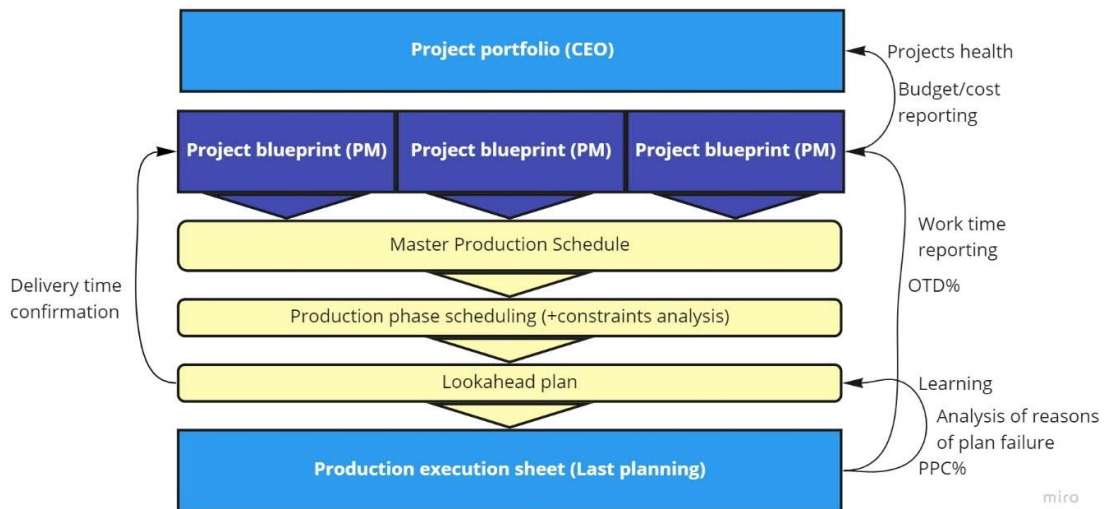 Project portfolio (CEO)
Projects health
Budget/cost
reporting
Project blueprint (PM)
Project blueprint (PM)
Project blueprint (PM)
Master Production Schedule
Work time
reporting
OTD%
Delivery time
confirmation
Production phase scheduling (+constraints analysis)
Lookahead plan
Learning
Analysis of reasons
of plan failure
PPC%
Production execution sheet (Last planning)
miro